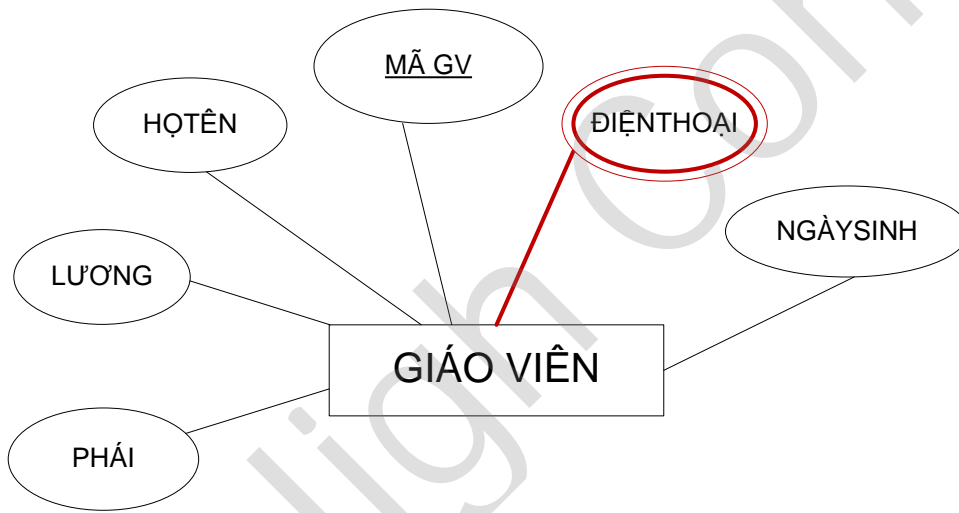 MÃ GV
HỌTÊN
ĐIỆNTHOẠI
NGÀYSINH
LƯƠNG
GIÁO VIÊN
PHÁI